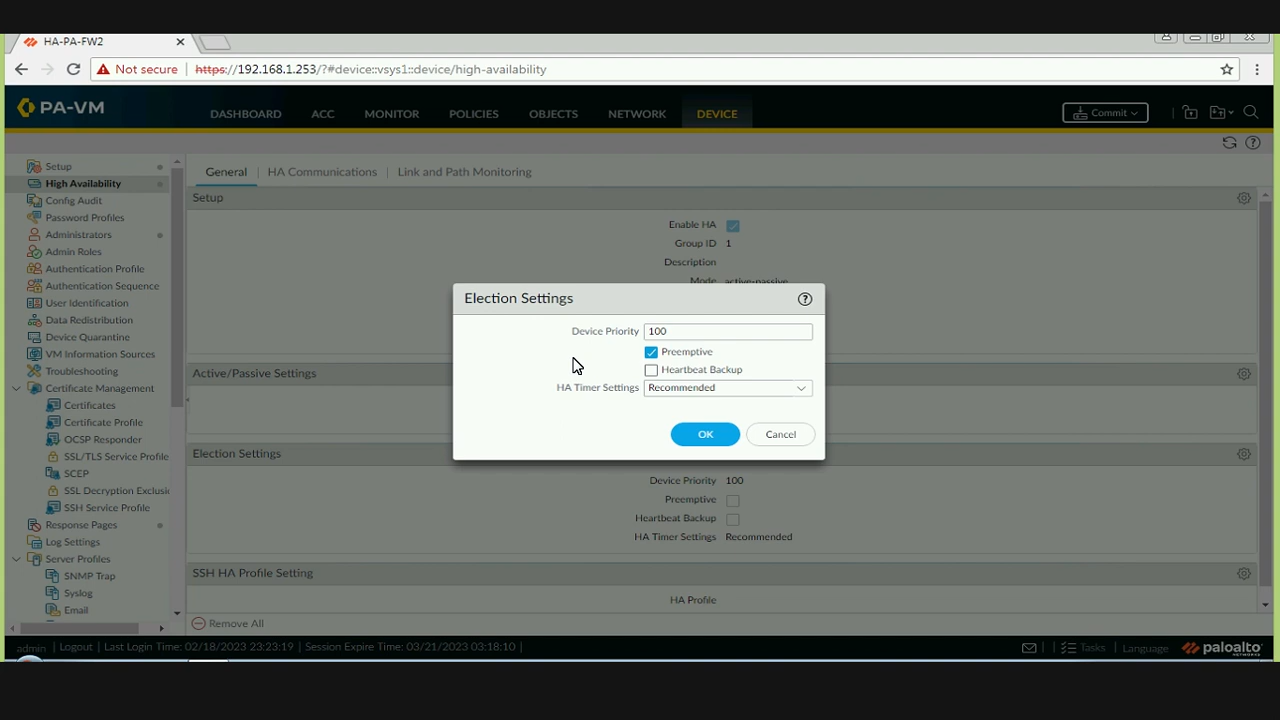 HA-PA-FW2
Not secure https://192.168.1.253/?#device::vsys1::device/high-availability
PA-VM DASHBOARD ACC MONITOR POLICIES OBJECTS NETWORK DEVICE Commit
Setup
High Availability
Config Audit
Password Profiles
Administrators
Admin Roles
Authentication Profile
Authentication Sequence
User Identification
Data Redistribution
Device Quarantine
VM Information Sources
Troubleshooting
Certificate Management
Certificates
Certificate Profile
OCSP Responder
SSL/TLS Service Profile
SCEP
SSL Decryption Exclusi
SSH Service Profile
Response Pages
Log Settings
Server Profiles
SNMP Trap
Syslog
Email
General HA Communications Link and Path Monitoring
Setup
Enable HA
Group ID 1
Description
Mode active-passive
Election Settings
Device Priority 100
Preemptive
Heartbeat Backup
HA Timer Settings Recommended
OK Cancel
Active/Passive Settings
Election Settings
Device Priority 100
Preemptive
Heartbeat Backup
HA Timer Settings Recommended
SSH HA Profile Setting
HA Profile
Remove All
admin | Logout | Last Login Time: 02/18/2023 23:23:19 | Session Expire Time: 03/21/2023 03:18:10 | Tasks | Language paloalto NETWORKS